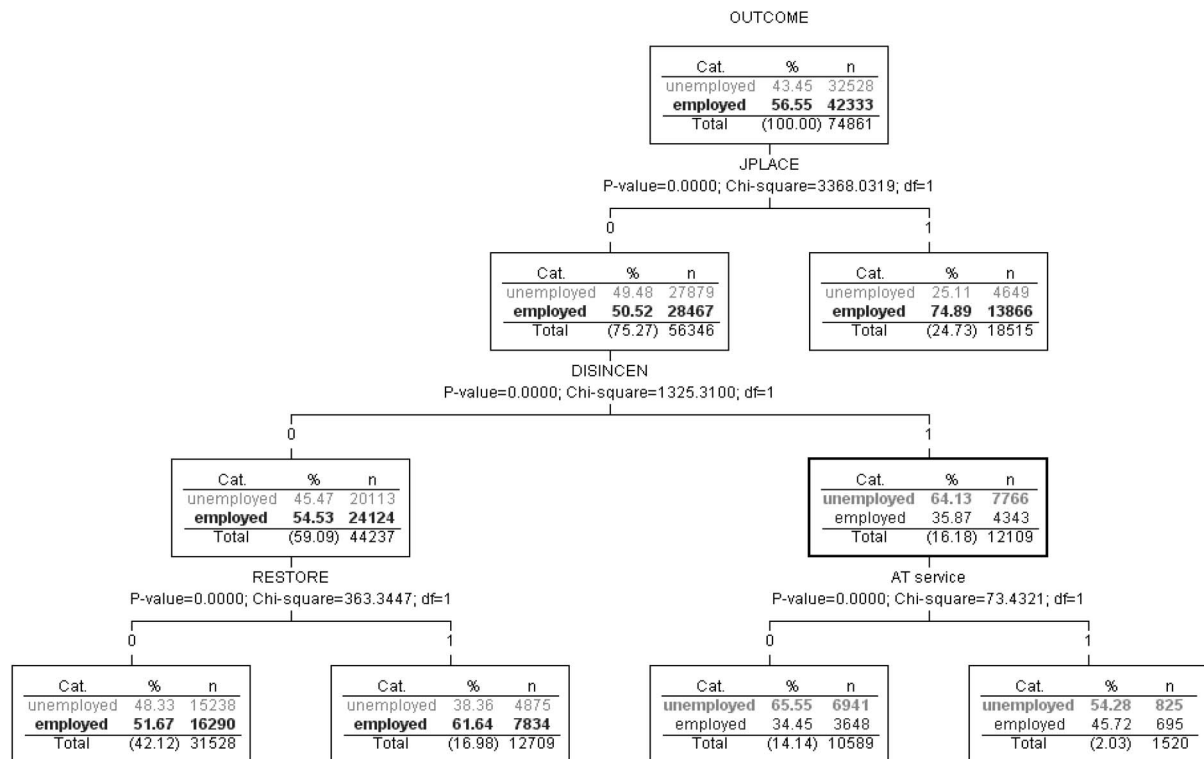 OUTCOME
Cat. % n
unemployed 43.45 32528
employed 56.55 42333
Total (100.00) 74861
JPLACE
P-value=0.0000; Chi-square=3368.0319; df=1
0
1
Cat. % n
unemployed 49.48 27879
employed 50.52 28467
Total (75.27) 56346
Cat. % n
unemployed 25.11 4649
employed 74.89 13866
Total (24.73) 18515
DISINCEN
P-value=0.0000; Chi-square=1325.3100; df=1
0
1
Cat. % n
unemployed 45.47 20113
employed 54.53 24124
Total (59.09) 44237
Cat. % n
unemployed 64.13 7766
employed 35.87 4343
Total (16.18) 12109
RESTORE
P-value=0.0000; Chi-square=363.3447; df=1
AT service
P-value=0.0000; Chi-square=73.4321; df=1
0
1
0
1
Cat. % n
unemployed 48.33 15238
employed 51.67 16290
Total (42.12) 31528
Cat. % n
unemployed 38.36 4875
employed 61.64 7834
Total (16.98) 12709
Cat. % n
unemployed 65.55 6941
employed 34.45 3648
Total (14.14) 10589
Cat. % n
unemployed 54.28 825
employed 45.72 695
Total (2.03) 1520